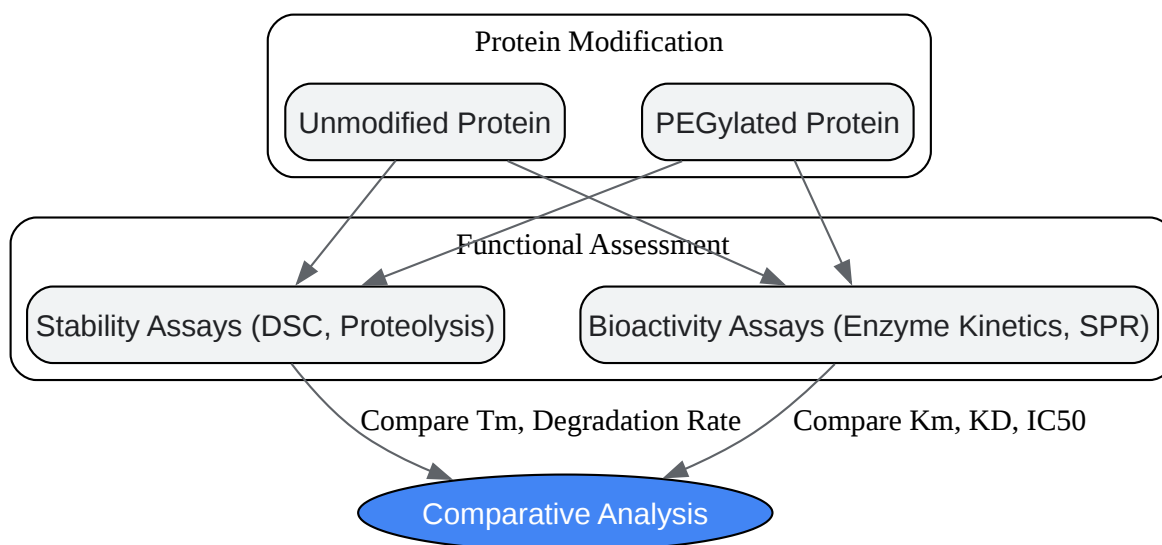 Protein Modification
Unmodified Protein
PEGylated Protein
Functional Assessment
Stability Assays (DSC, Proteolysis)
Bioactivity Assays (Enzyme Kinetics, SPR)
Compare Tm, Degradation Rate
Compare Km, KD, IC50
Comparative Analysis